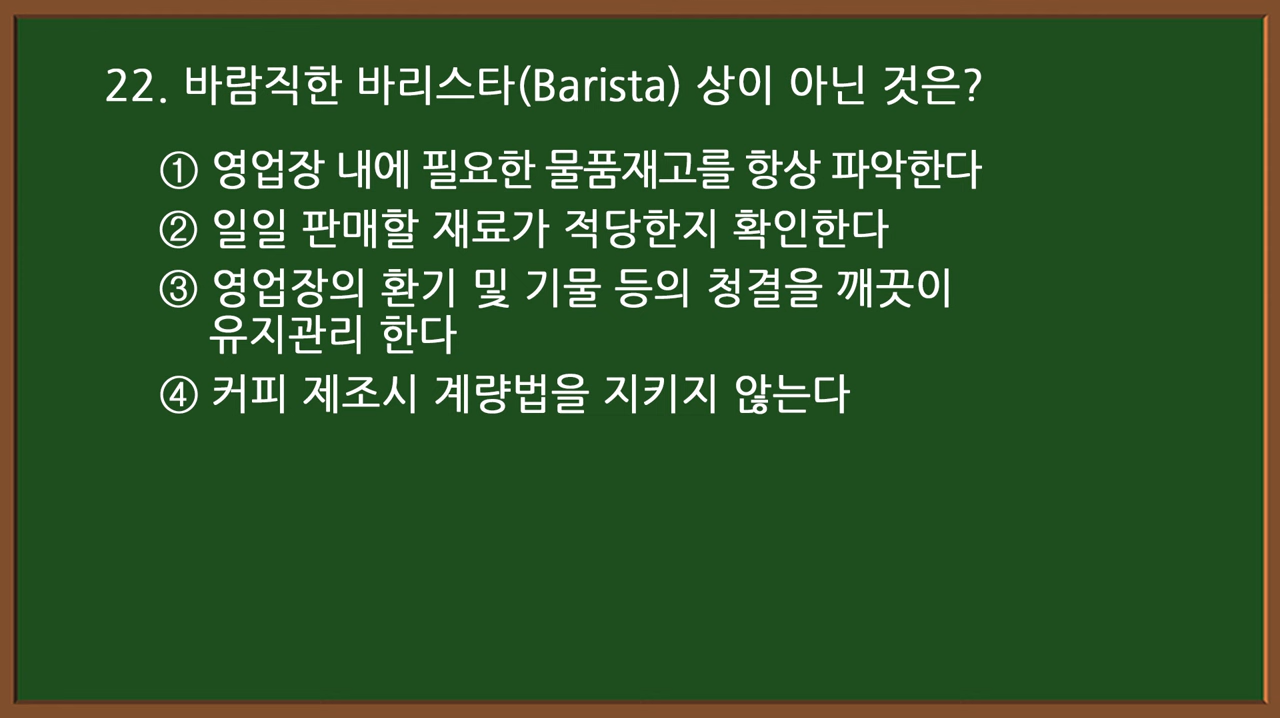 22. 바람직한 바리스타(Barista) 상이 아닌 것은?
① 영업장 내에 필요한 물품재고를 항상 파악한다
② 일일 판매할 재료가 적당한지 확인한다
③ 영업장의 환기 및 기물 등의 청결을 깨끗이
유지관리 한다
④ 커피 제조시 계량법을 지키지 않는다